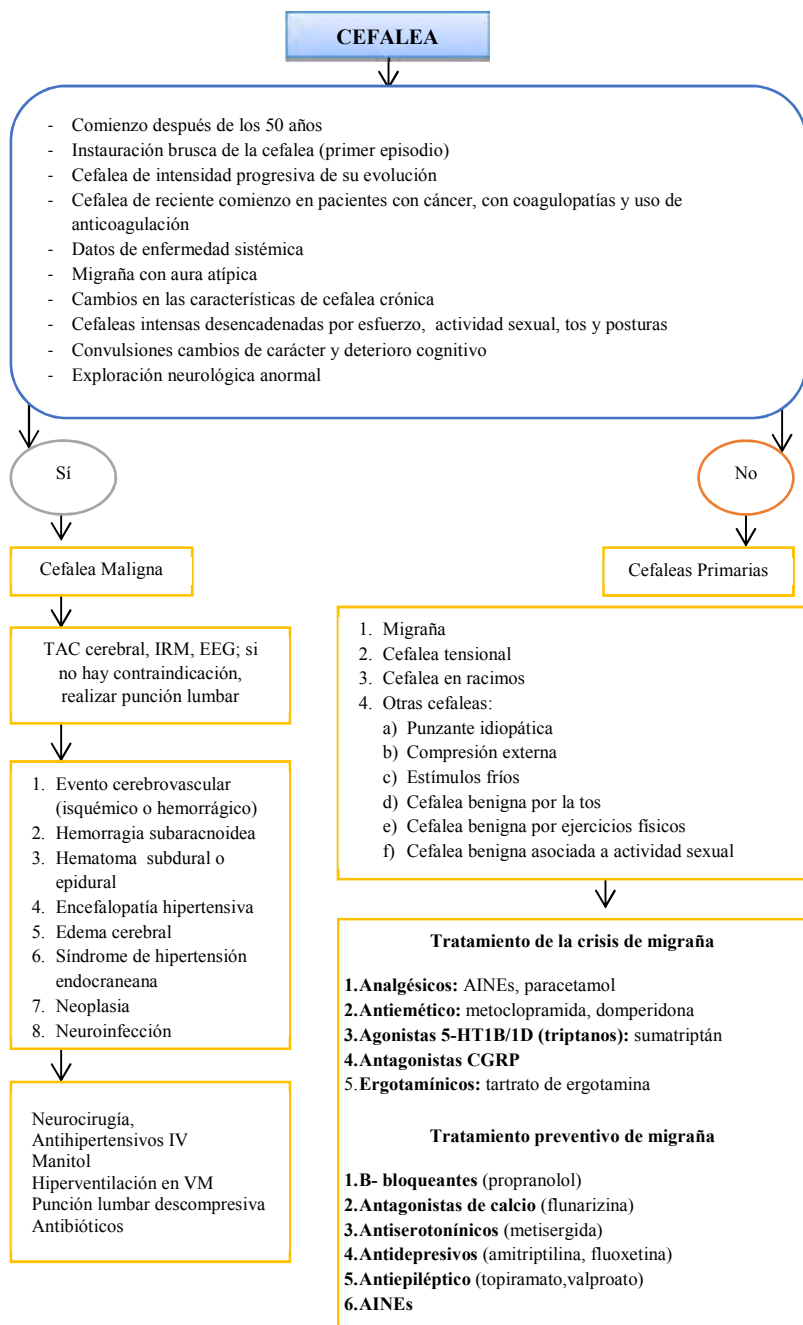 CEFALEA
- Comienzo después de los 50 años
- Instauración brusca de la cefalea (primer episodio)
- Cefalea de intensidad progresiva de su evolución
- Cefalea de reciente comienzo en pacientes con cáncer, con coagulopatías y uso de
anticoagulación
- Datos de enfermedad sistémica
- Migraña con aura atípica
- Cambios en las características de cefalea crónica
- Cefaleas intensas desencadenadas por esfuerzo, actividad sexual, tos y posturas
- Convulsiones cambios de carácter y deterioro cognitivo
- Exploración neurológica anormal
Sí
Cefalea Maligna
TAC cerebral, IRM, EEG; si
no hay contraindicación,
realizar punción lumbar
1. Evento cerebrovascular
(isquémico o hemorrágico)
2. Hemorragia subaracnoidea
3. Hematoma subdural o
epidural
4. Encefalopatía hipertensiva
5. Edema cerebral
6. Síndrome de hipertensión
endocraneana
7. Neoplasia
8. Neuroinfección
Neurocirugía,
Antihipertensivos IV
Manitol
Hiperventilación en VM
Punción lumbar descompresiva
Antibióticos
No
Cefaleas Primarias
1. Migraña
2. Cefalea tensional
3. Cefalea en racimos
4. Otras cefaleas:
a) Punzante idiopática
b) Compresión externa
c) Estímulos fríos
d) Cefalea benigna por la tos
e) Cefalea benigna por ejercicios físicos
f) Cefalea benigna asociada a actividad sexual
Tratamiento de la crisis de migraña
1.Analgésicos: AINEs, paracetamol
2.Antiemético: metoclopramida, domperidona
3.Agonistas 5-HT1B/1D (triptanos): sumatriptán
4.Antagonistas CGRP
5.Ergotamínicos: tartrato de ergotamina
Tratamiento preventivo de migraña
1.B- bloqueantes (propranolol)
2.Antagonistas de calcio (flunarizina)
3.Antiserotonínicos (metisergida)
4.Antidepresivos (amitriptilina, fluoxetina)
5.Antiepiléptico (topiramato,valproato)
6.AINEs